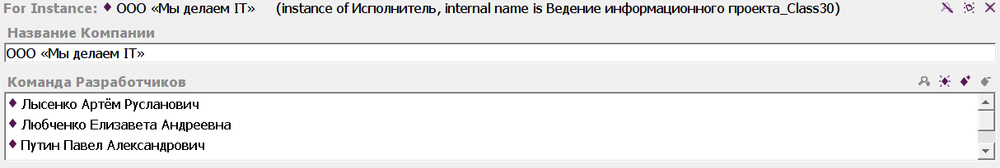 For Instance: ООО «Мы делаем IT» (instance of Исполнитель, internal name is Ведение информационного проекта_Class30)
Название Компании
ООО «Мы делаем IT»
Команда Разработчиков
Лысенко Артём Русланович
Любченко Елизавета Андреевна
Путин Павел Александрович